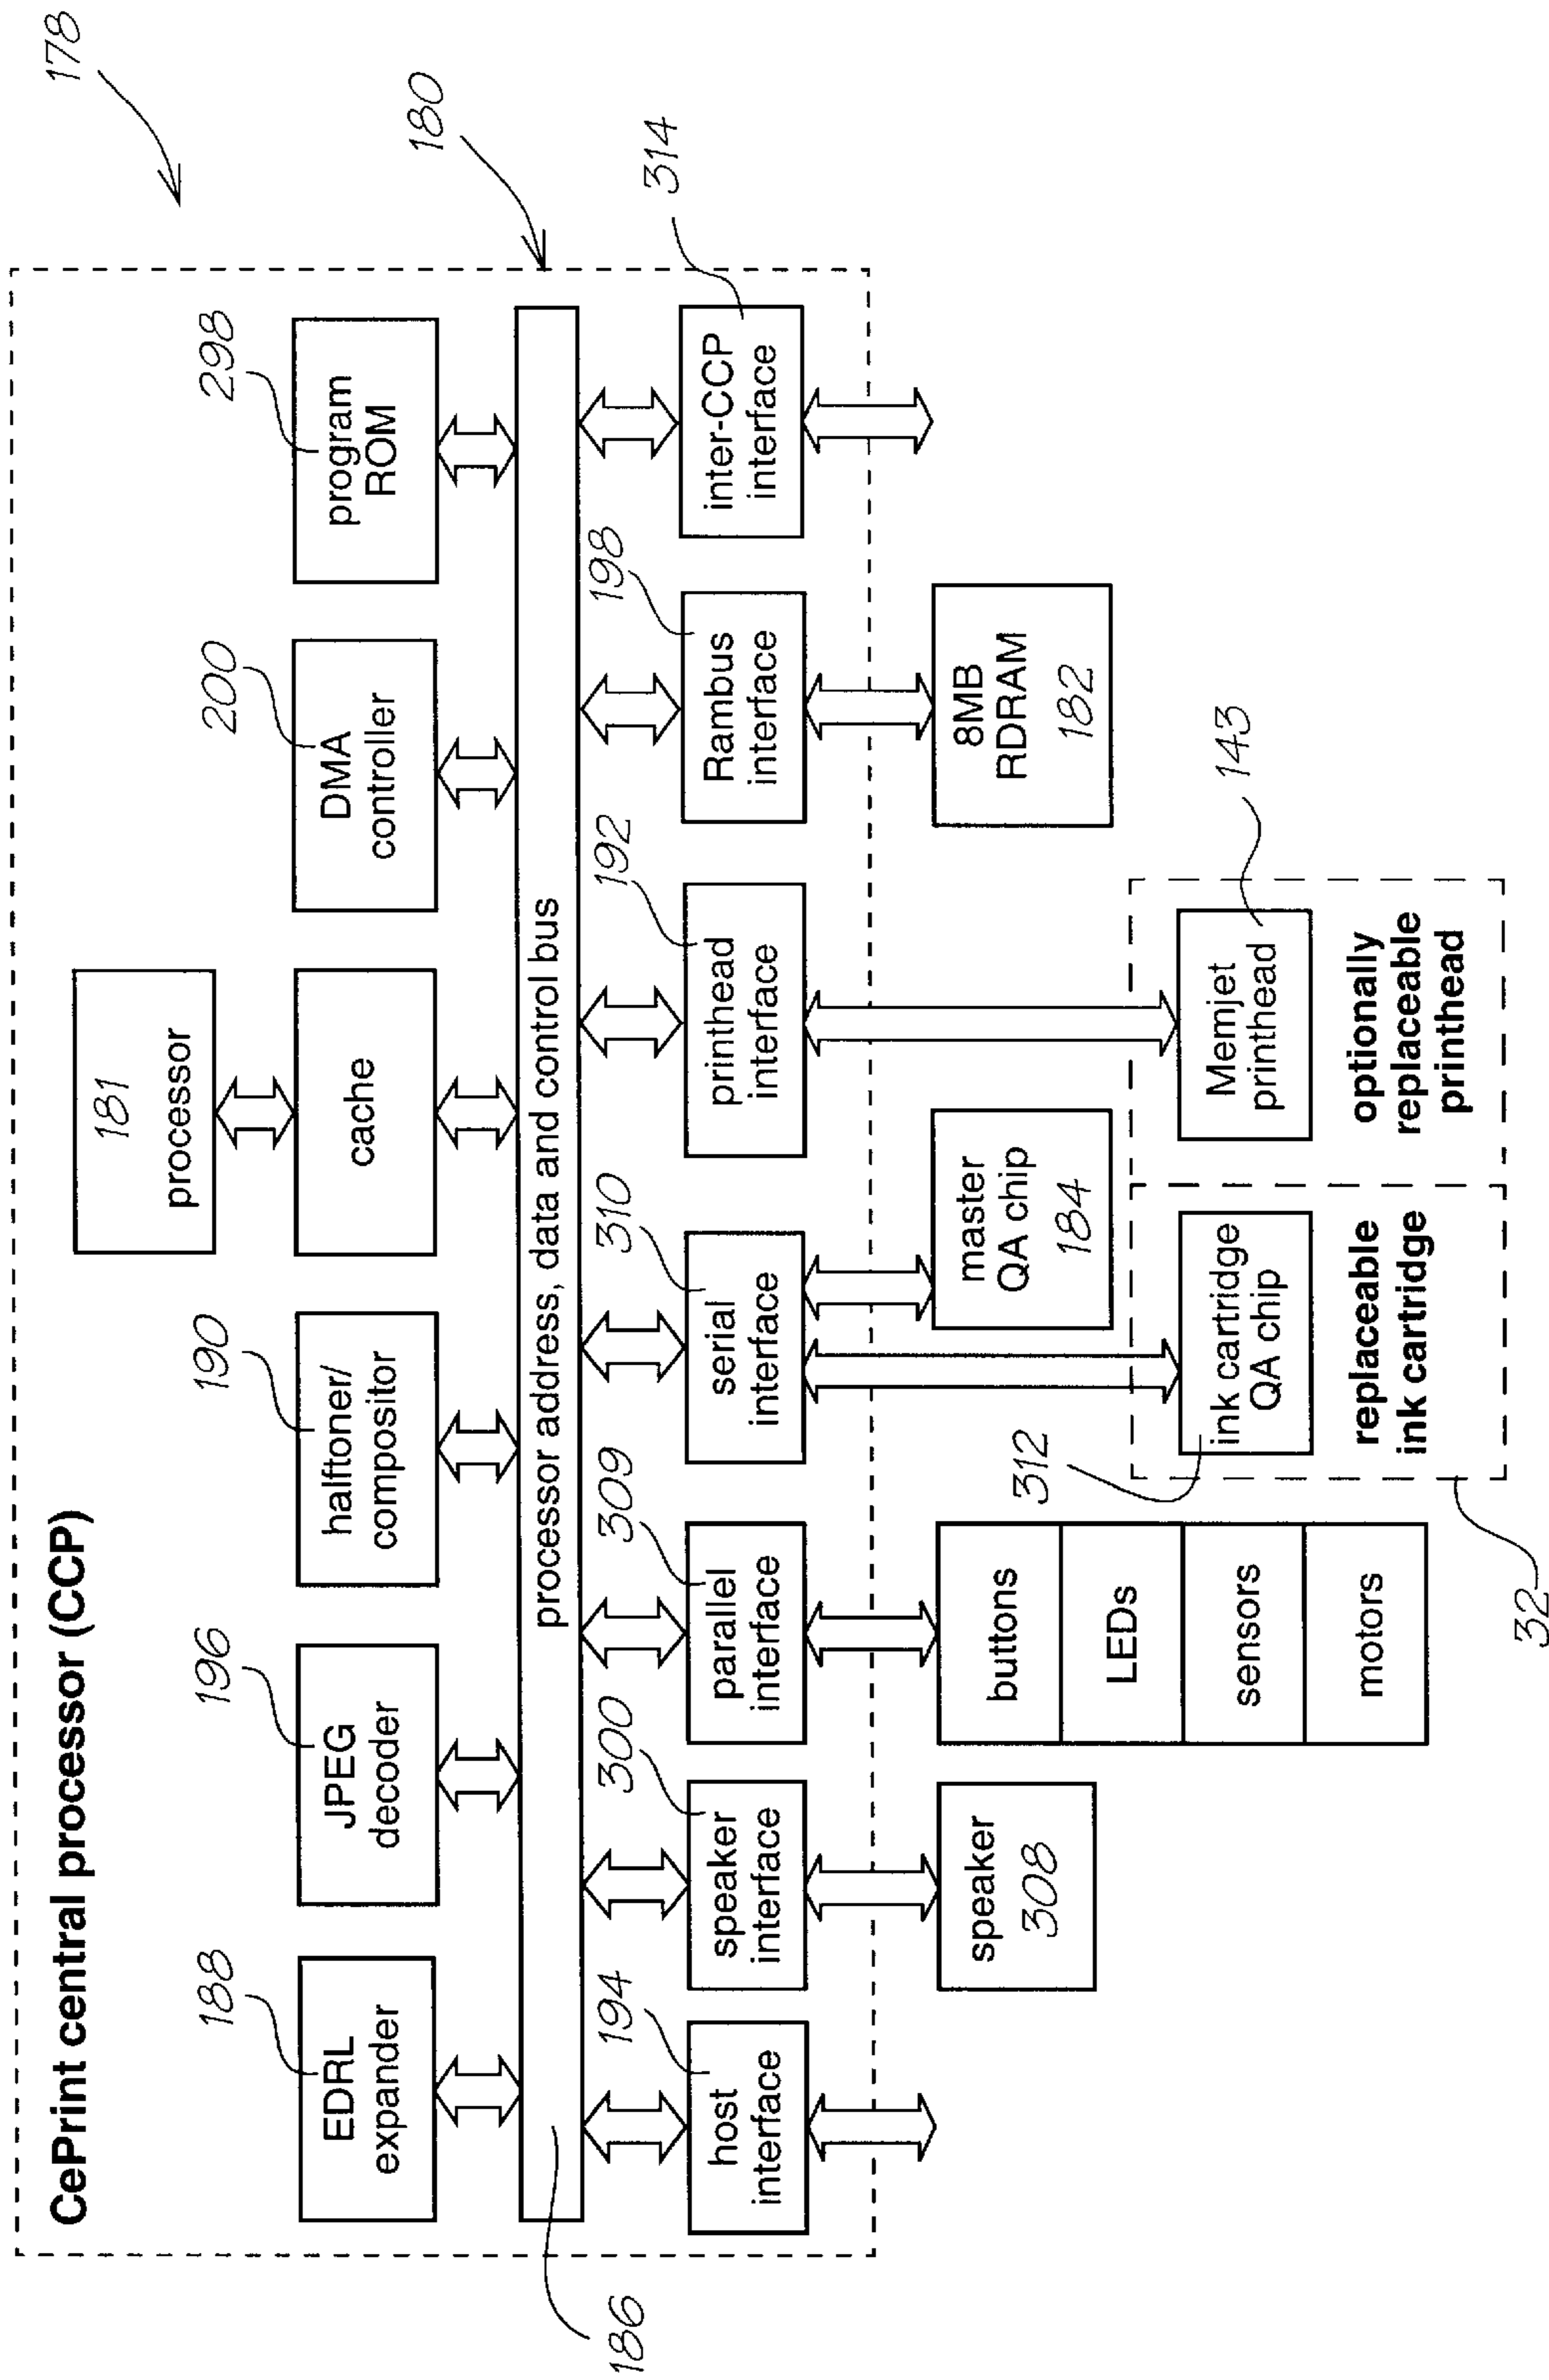 178
CePrint central processor (CCP)
180
181
processor
188
196
190
200
298
EDRL
expander
JPEG
decoder
halftoner/
compositor
cache
DMA
controller
program
ROM
processor address, data and control bus
186
194
300
309
310
192
198
314
host
interface
speaker
interface
parallel
interface
serial
interface
printhead
interface
Rambus
interface
inter-CCP
interface
speaker
308
buttons
LEDs
sensors
motors
master
QA chip
184
8MB
RDRAM
182
312
ink cartridge
QA chip
replaceable
ink cartridge
32
143
Memjet
printhead
optionally
replaceable
printhead